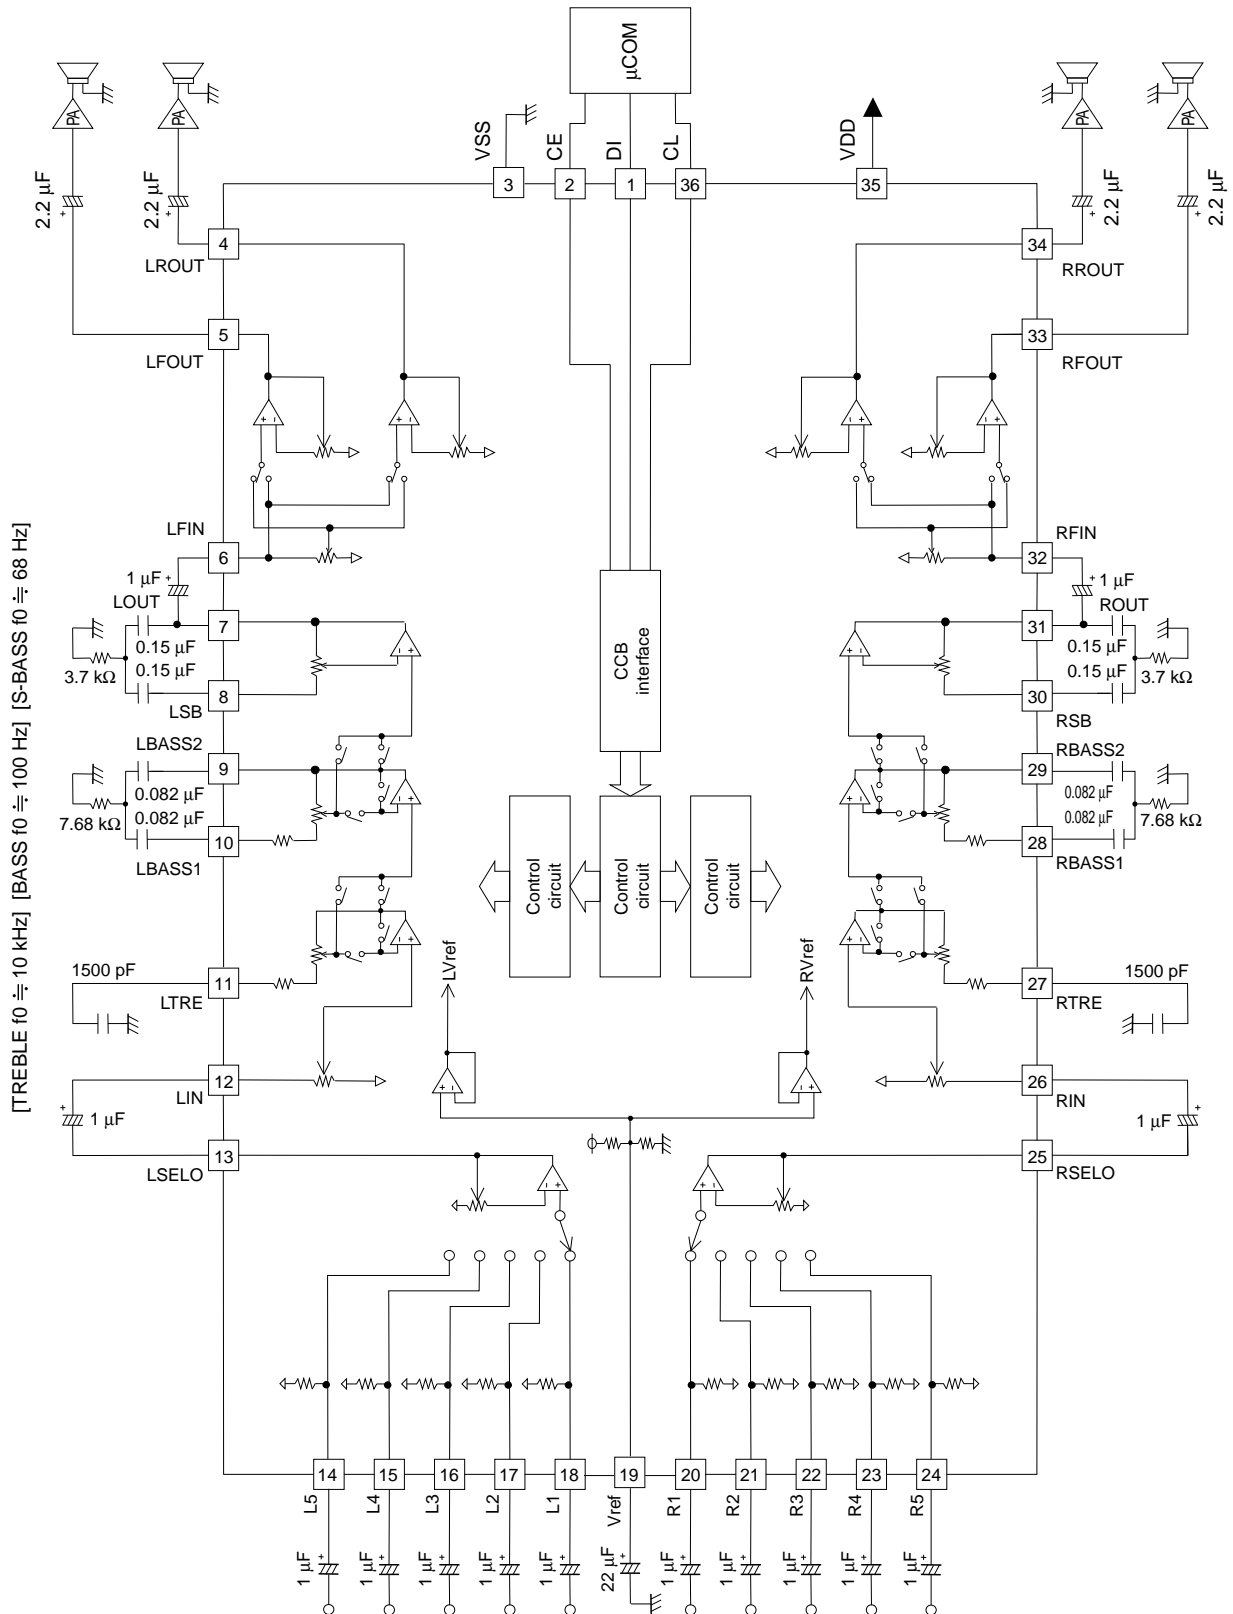 μCOM
PA
PA
PA
PA
VSS
CE
DI
CL
VDD
2.2 μF
+
2.2 μF
+
2.2 μF
+
2.2 μF
+
3
2
1
36
35
4
LROUT
34
RROUT
5
LFOUT
33
RFOUT
+ −
+ −
− +
− +
LFIN
6
RFIN
32
1 μF +
LOUT
7
+ 1 μF
ROUT
31
0.15 μF
0.15 μF
3.7 kΩ
0.15 μF
0.15 μF
3.7 kΩ
8
LSB
30
RSB
CCB
interface
LBASS2
9
RBASS2
29
0.082 μF
0.082 μF
7.68 kΩ
0.082 μF
0.082 μF
7.68 kΩ
10
LBASS1
28
RBASS1
Control
circuit
Control
circuit
Control
circuit
1500 pF
11
LTRE
LVref
RVref
27
RTRE
1500 pF
12
LIN
26
RIN
+
1 μF
+
1 μF
13
LSELO
25
RSELO
14
15
16
17
18
19
20
21
22
23
24
L5
L4
L3
L2
L1
Vref
R1
R2
R3
R4
R5
1 μF +
1 μF +
1 μF +
1 μF +
1 μF +
22 μF +
1 μF +
1 μF +
1 μF +
1 μF +
1 μF +
[TREBLE f0 ≒ 10 kHz] [BASS f0 ≒ 100 Hz] [S-BASS f0 ≒ 68 Hz]